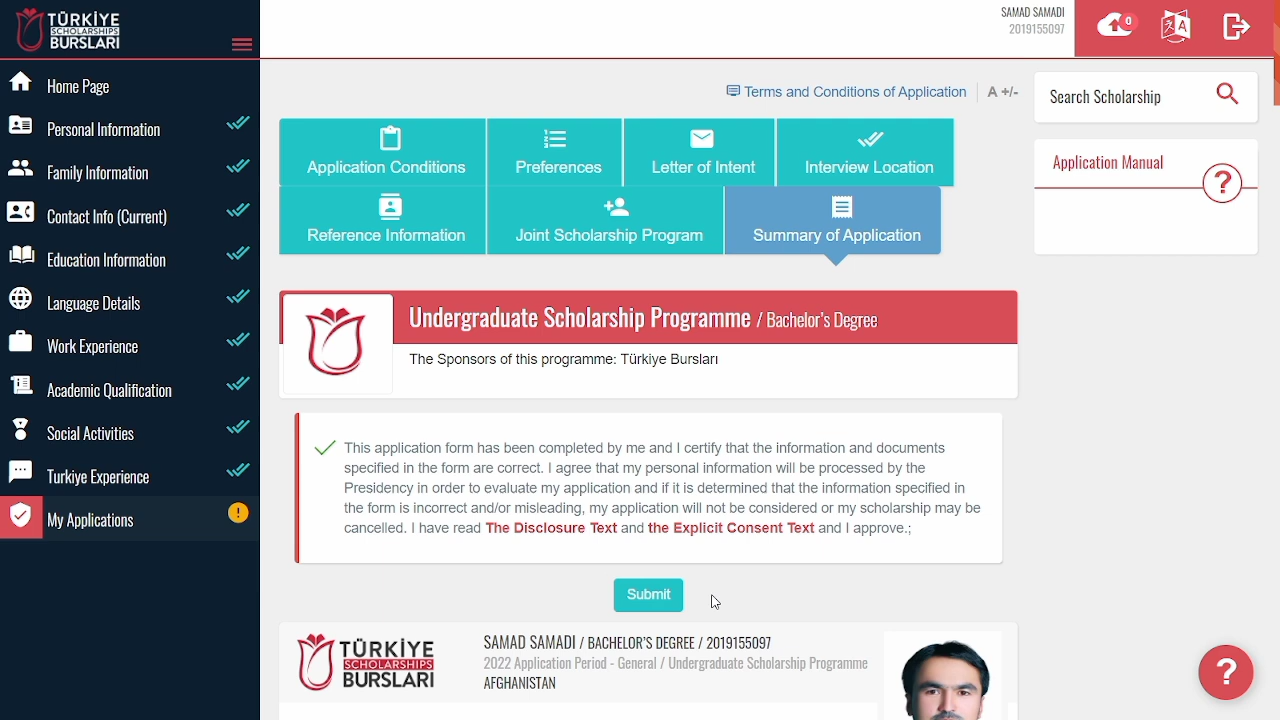 TÜRKİYE
SCHOLARSHIPS
BURSLARI
SAMAD SAMADI
2019155097
0
A
Home Page
Personal Information
Family Information
Contact Info (Current)
Education Information
Language Details
Work Experience
Academic Qualification
Social Activities
Turkiye Experience
My Applications
!
Terms and Conditions of Application
A +/-
Application Conditions
Preferences
Letter of Intent
Interview Location
Reference Information
Joint Scholarship Program
Summary of Application
Search Scholarship
Application Manual
?
Undergraduate Scholarship Programme / Bachelor's Degree
The Sponsors of this programme: Türkiye Bursları
This application form has been completed by me and I certify that the information and documents
specified in the form are correct. I agree that my personal information will be processed by the
Presidency in order to evaluate my application and if it is determined that the information specified in
the form is incorrect and/or misleading, my application will not be considered or my scholarship may be
cancelled. I have read The Disclosure Text and the Explicit Consent Text and I approve.;
Submit
TÜRKİYE
SCHOLARSHIPS
BURSLARI
SAMAD SAMADI / BACHELOR'S DEGREE / 2019155097
2022 Application Period - General / Undergraduate Scholarship Programme
AFGHANISTAN
?